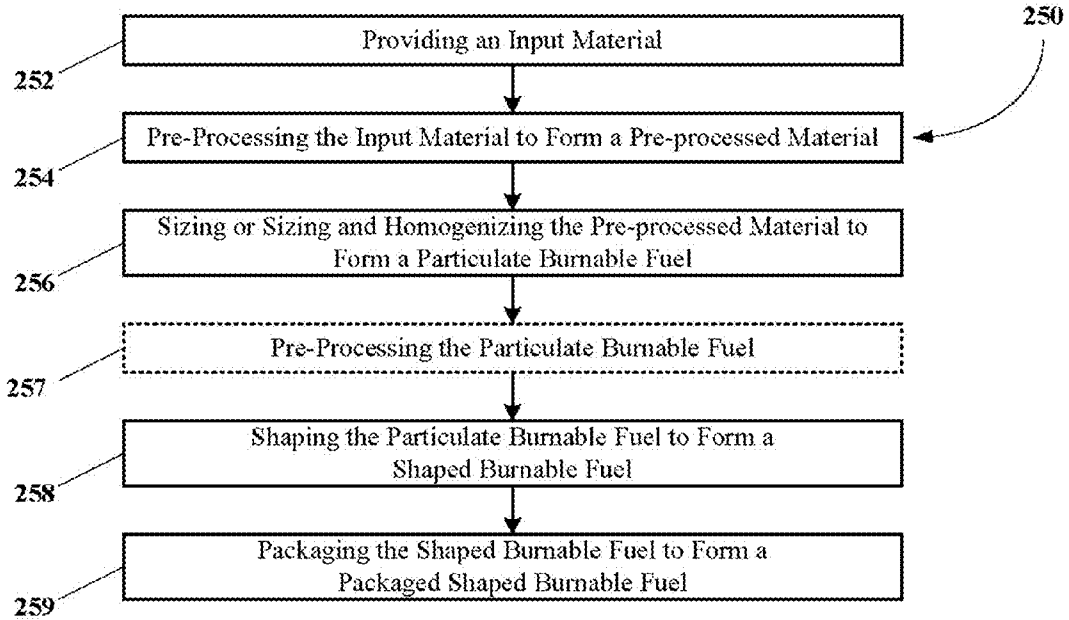 250
Providing an Input Material
252
Pre-Processing the Input Material to Form a Pre-processed Material
254
Sizing or Sizing and Homogenizing the Pre-processed Material to
Form a Particulate Burnable Fuel
256
Pre-Processing the Particulate Burnable Fuel
257
Shaping the Particulate Burnable Fuel to Form a
Shaped Burnable Fuel
258
Packaging the Shaped Burnable Fuel to Form a
Packaged Shaped Burnable Fuel
259